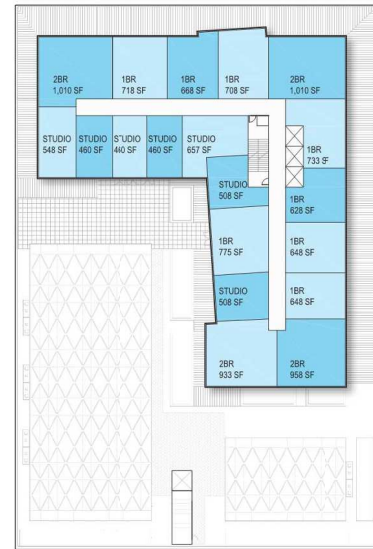 2BR
1,010 SF
1BR
718 SF
1BR
668 SF
1BR
708 SF
2BR
1,010 SF
STUDIO
548 SF
STUDIO
460 SF
STUDIO
440 SF
STUDIO
460 SF
STUDIO
657 SF
1BR
733 SF
STUDIO
508 SF
1BR
628 SF
1BR
775 SF
1BR
648 SF
STUDIO
508 SF
1BR
648 SF
2BR
933 SF
2BR
958 SF